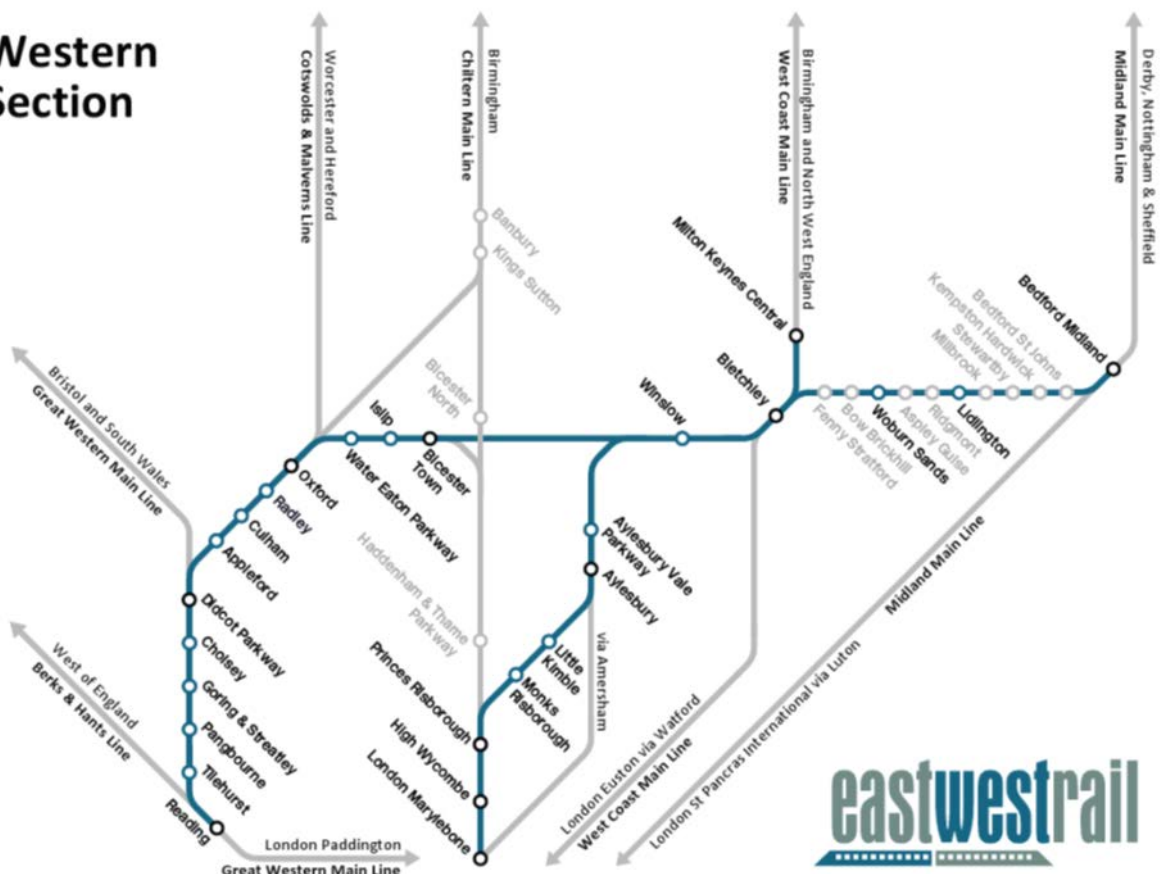 Western
Section
Worcester and Hereford
Cotswolds & Malverns Line
Birmingham
Chiltern Main Line
Birmingham and North West England
West Coast Main Line
Derby, Nottingham & Sheffield
Midland Main Line
Banbury
Kings Sutton
Milton Keynes Central
Bletchley
Bedford Midland
Bedford St Johns
Kempston Hardwick
Stewartby
Millbrook
Lidlington
Ridgmont
Aspley Guise
Woburn Sands
Bow Brickhill
Fenny Stratford
Bristol and South Wales
Great Western Main Line
Bicester
North
Islip
Winslow
Oxford
Water Eaton Parkway
Bicester
Town
Radley
Culham
Appleford
Didcot Parkway
Cholsey
Goring & Streatley
Pangbourne
Tilehurst
Reading
West of England
Berks & Hants Line
Haddenham & Thame
Parkway
Aylesbury Vale
Parkway
Aylesbury
Little
Kimble
Monks
Risborough
Princes Risborough
High Wycombe
London Marylebone
via Amersham
London Euston via Watford
West Coast Main Line
Midland Main Line
London St Pancras International via Luton
London Paddington
Great Western Main Line
eastwestrail